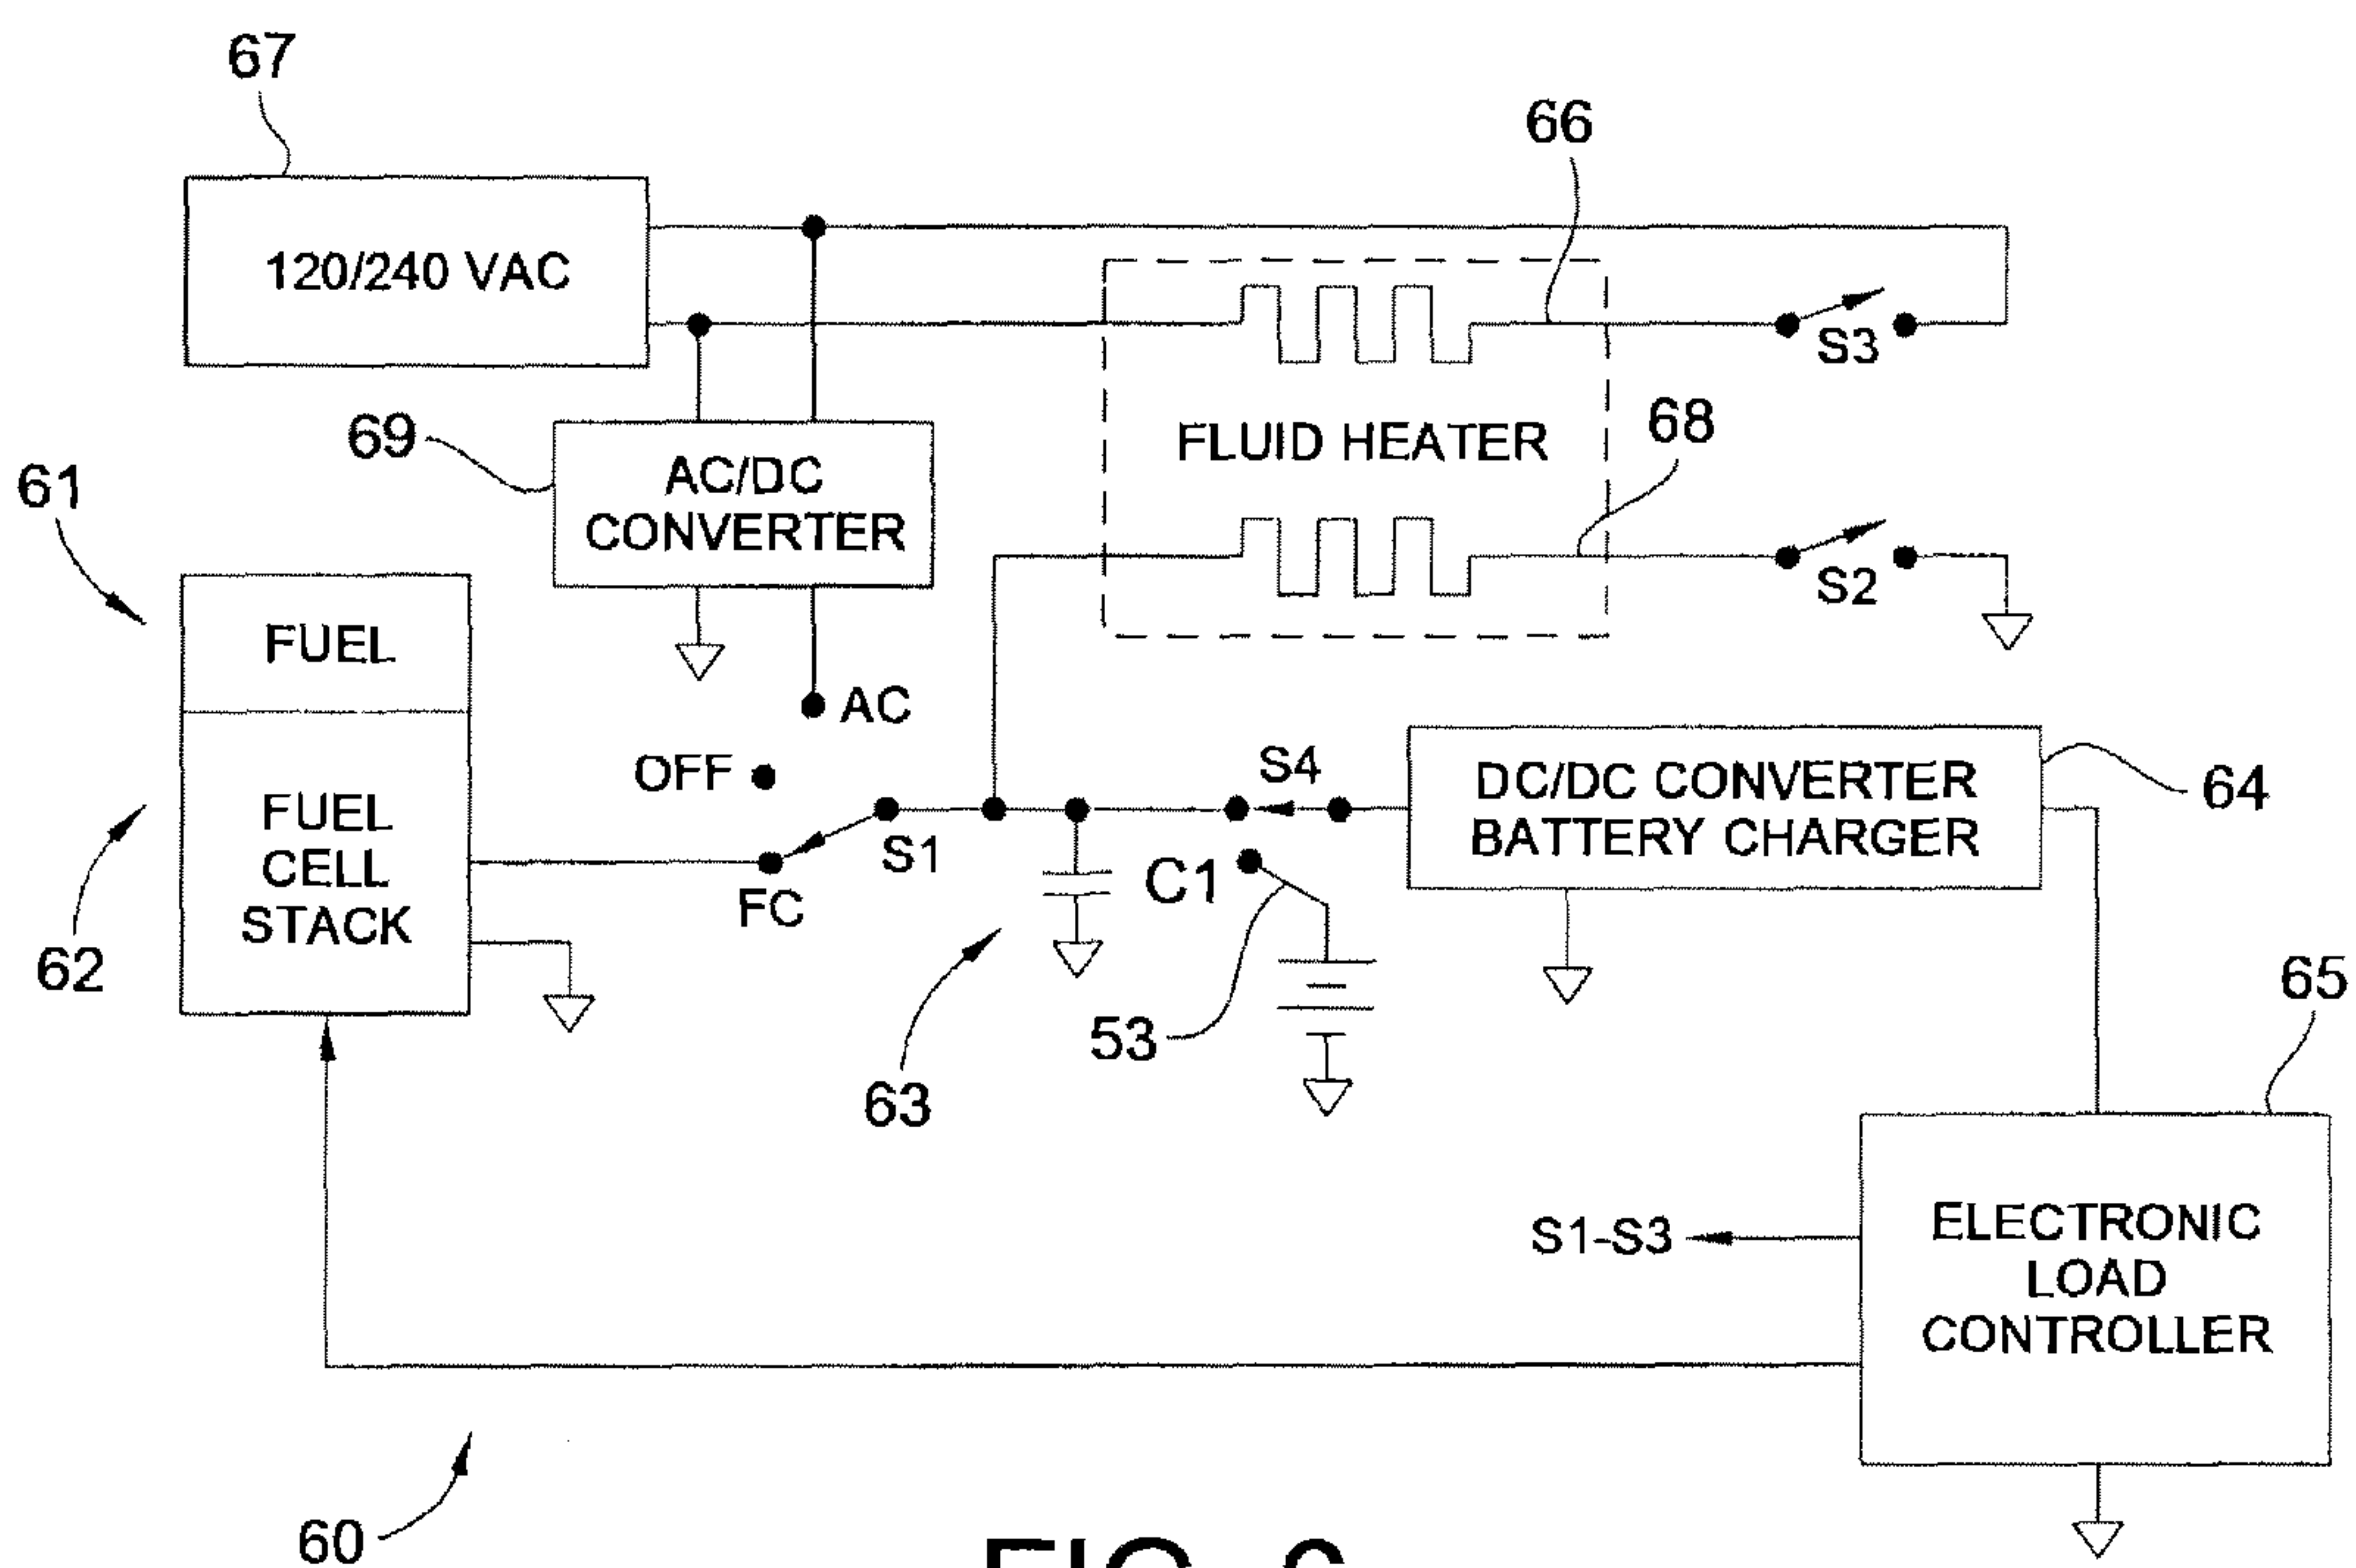 67
120/240 VAC
66
S3
FLUID HEATER
68
S2
69
AC/DC
CONVERTER
61
FUEL
62
FUEL
CELL
STACK
AC
OFF
FC
S1
S4
C1
53
63
DC/DC CONVERTER
BATTERY CHARGER
64
65
S1-S3
ELECTRONIC
LOAD
CONTROLLER
60